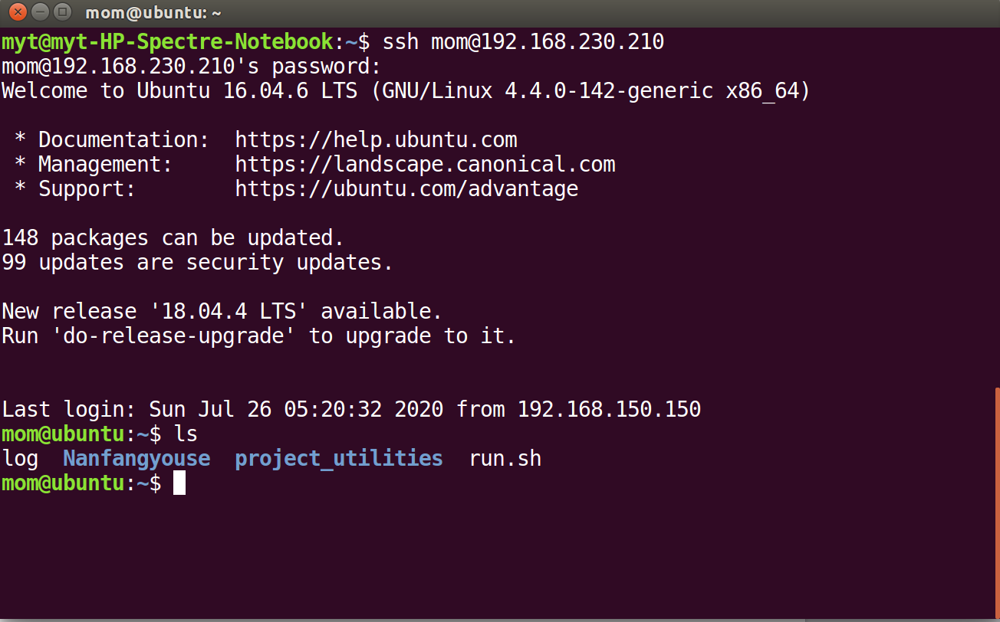 mom@ubuntu: ~
myt@myt-HP-Spectre-Notebook:~$ ssh mom@192.168.230.210
mom@192.168.230.210's password:
Welcome to Ubuntu 16.04.6 LTS (GNU/Linux 4.4.0-142-generic x86_64)
 * Documentation:  https://help.ubuntu.com
 * Management:     https://landscape.canonical.com
 * Support:        https://ubuntu.com/advantage
148 packages can be updated.
99 updates are security updates.
New release '18.04.4 LTS' available.
Run 'do-release-upgrade' to upgrade to it.
Last login: Sun Jul 26 05:20:32 2020 from 192.168.150.150
mom@ubuntu:~$ ls
log  Nanfangyouse  project_utilities  run.sh
mom@ubuntu:~$